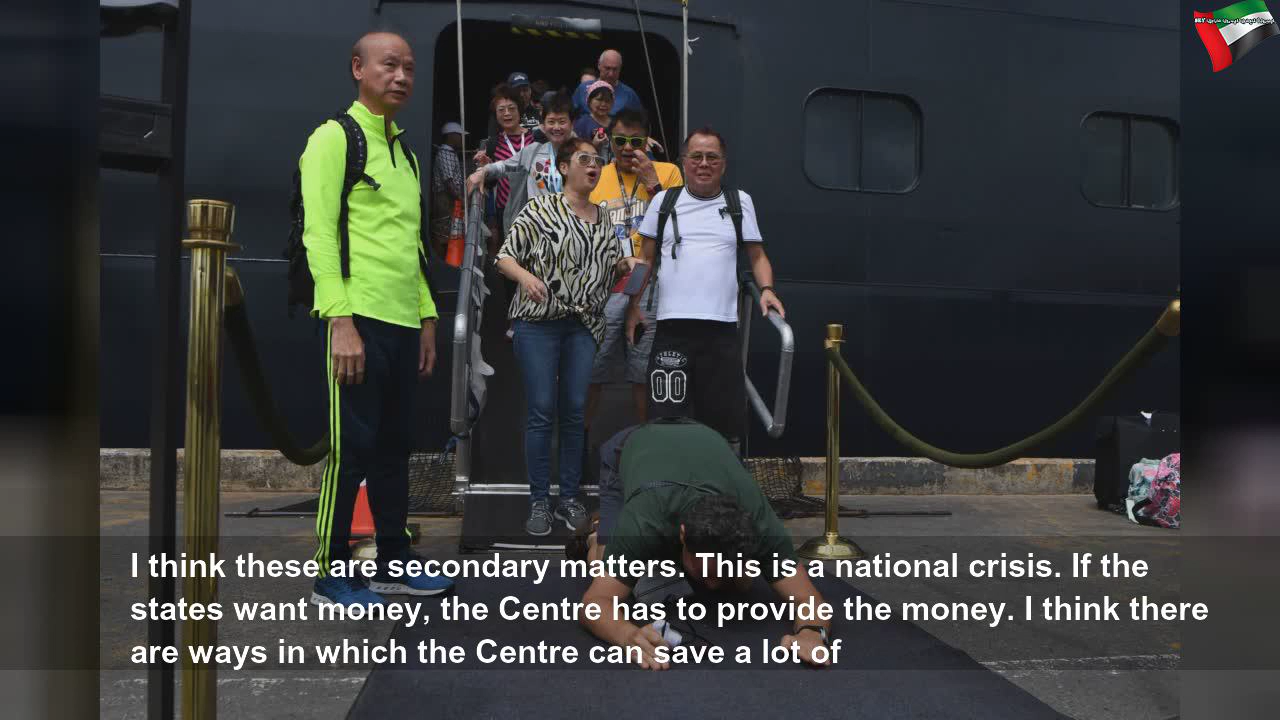 00
I think these are secondary matters. This is a national crisis. If the
states want money, the Centre has to provide the money. I think there
are ways in which the Centre can save a lot of